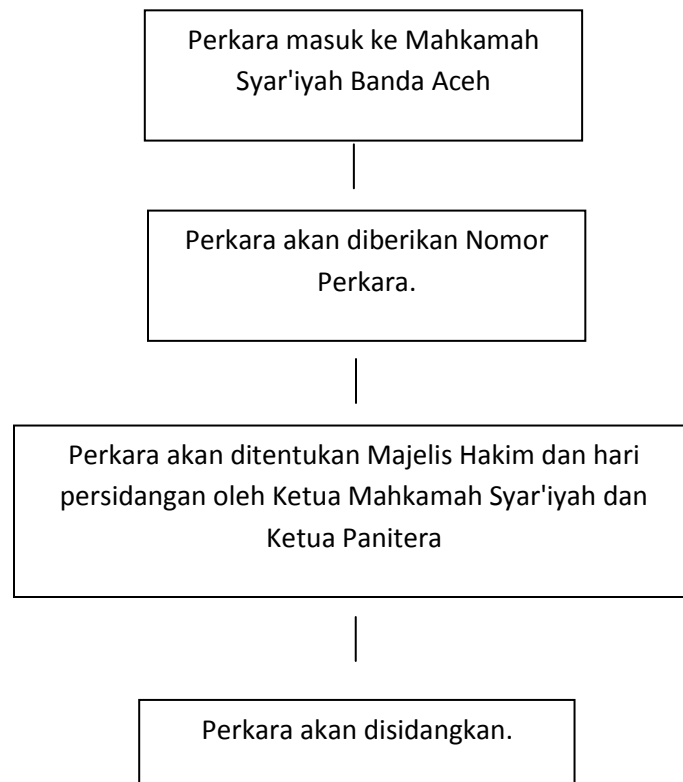 Perkara masuk ke Mahkamah
Syar'iyah Banda Aceh
Perkara akan diberikan Nomor
Perkara.
Perkara akan ditentukan Majelis Hakim dan hari
persidangan oleh Ketua Mahkamah Syar'iyah dan
Ketua Panitera
Perkara akan disidangkan.